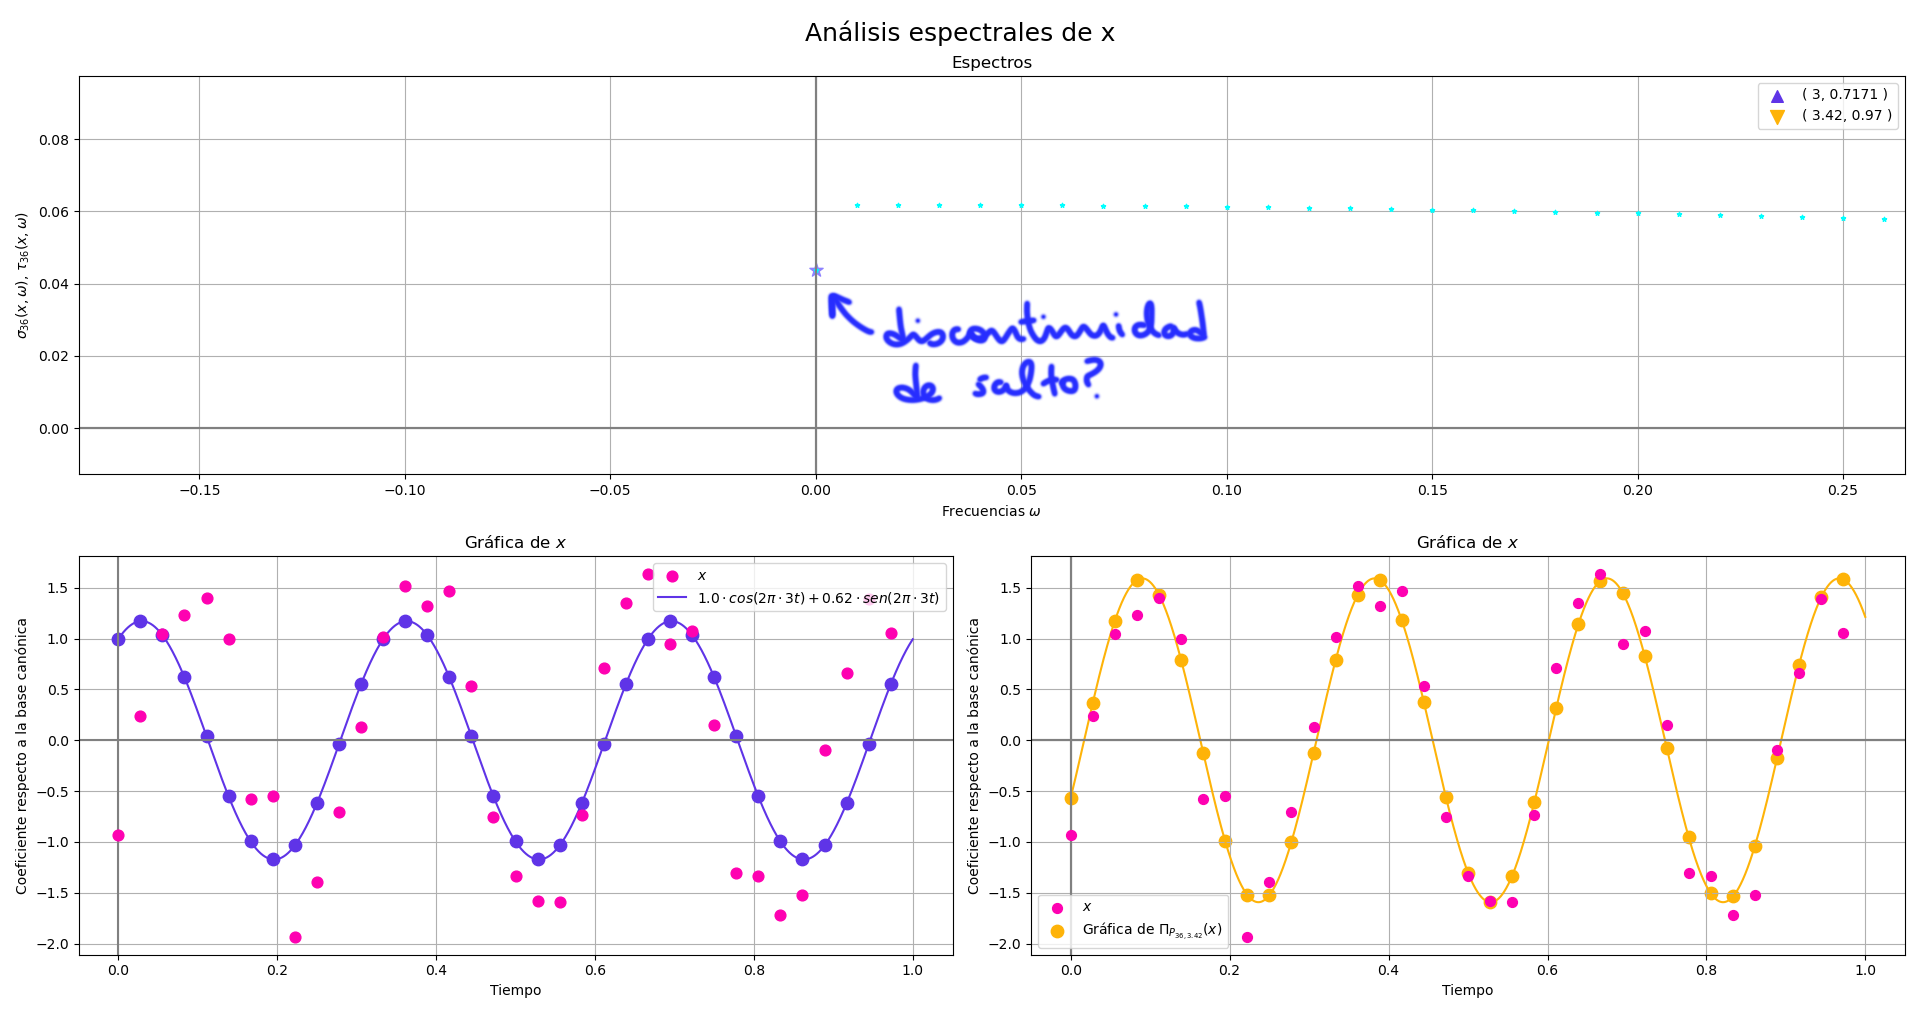 Análisis espectrales de x
Espectros
( 3, 0.7171 )
( 3.42, 0.97 )
0.08
0.06
0.04
0.02
0.00
σ₃₆(x, ω), τ₃₆(x, ω)
discontinuidad
de salto?
−0.15 −0.10 −0.05 0.00 0.05 0.10 0.15 0.20 0.25
Frecuencias ω
Gráfica de x
x
1.0 · cos(2π · 3t) + 0.62 · sen(2π · 3t)
1.5
1.0
0.5
0.0
−0.5
−1.0
−1.5
−2.0
Coeficiente respecto a la base canónica
0.0 0.2 0.4 0.6 0.8 1.0
Tiempo
Gráfica de x
1.5
1.0
0.5
0.0
−0.5
−1.0
−1.5
−2.0
Coeficiente respecto a la base canónica
x
Gráfica de Π_{P_{36, 3.42}}(x)
0.0 0.2 0.4 0.6 0.8 1.0
Tiempo